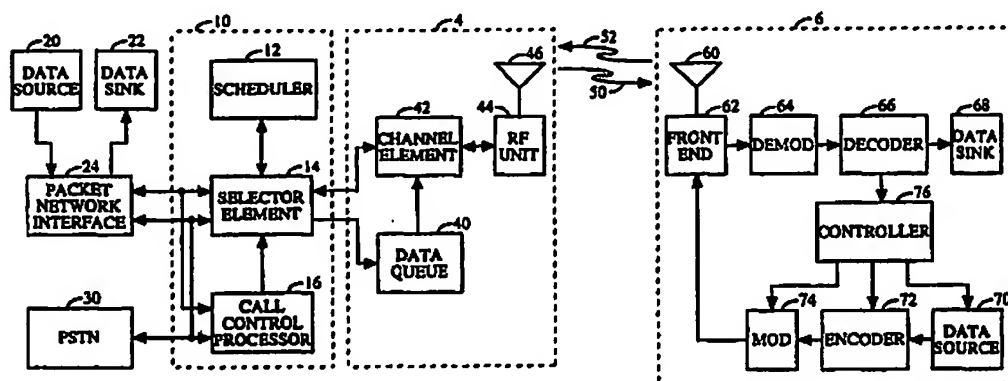 10
4
6
20
DATA
SOURCE
22
DATA
SINK
12
SCHEDULER
24
PACKET
NETWORK
INTERFACE
14
SELECTOR
ELEMENT
30
PSTN
16
CALL
CONTROL
PROCESSOR
42
CHANNEL
ELEMENT
44
RF
UNIT
46
40
DATA
QUEUE
52
50
60
62
FRONT
END
64
DEMOD
66
DECODER
68
DATA
SINK
76
CONTROLLER
74
MOD
72
ENCODER
70
DATA
SOURCE